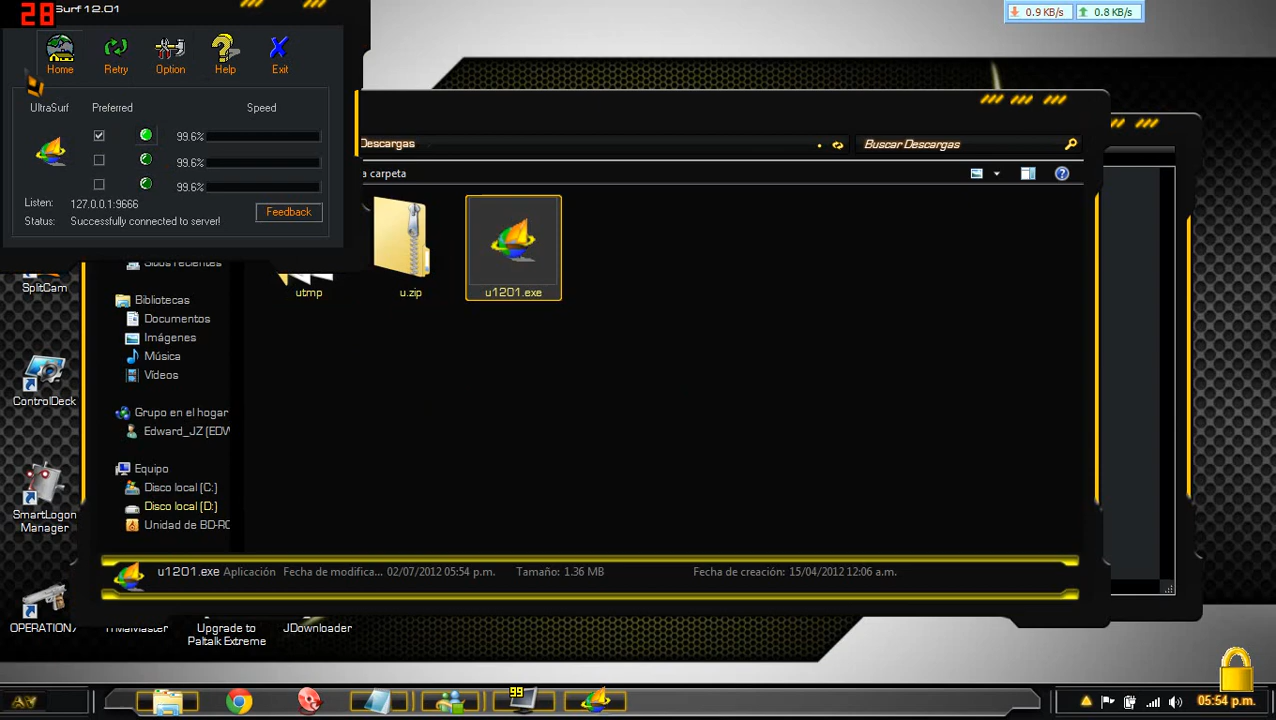 28
Surf 12.01
0.9 KB/s 0.8 KB/s
Home Retry Option Help Exit
UltraSurf Preferred Speed
99.6%
99.6%
99.6%
Listen: 127.0.0.1:9666
Status: Successfully connected to server!
Feedback
Descargas
Buscar Descargas
a carpeta
utmp
u.zip
u1201.exe
Sitios recientes
Bibliotecas
Documentos
Imágenes
Música
Vídeos
Grupo en el hogar
Edward_JZ (EDW
Equipo
Disco local (C:)
Disco local (D:)
Unidad de BD-RO
SplitCam
ControlDeck
SmartLogon
Manager
OPERATION7
Upgrade to
Paltalk Extreme
JDownloader
u1201.exe Aplicación
Fecha de modifica... 02/07/2012 05:54 p.m.
Tamaño: 1.36 MB
Fecha de creación: 15/04/2012 12:06 a.m.
99
05:54 p.m.